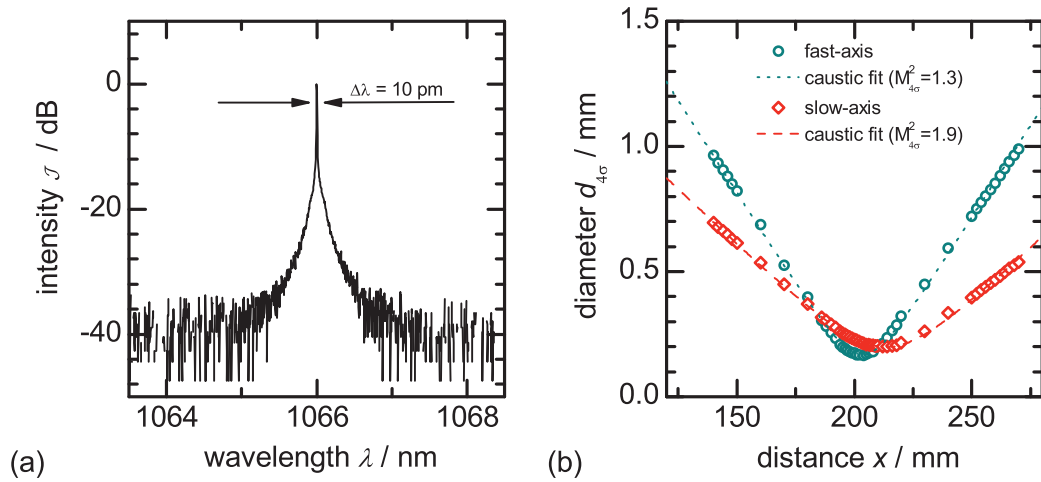 0
-20
-40
1064
1066
1068
intensity ℐ / dB
wavelength λ / nm
Δλ = 10 pm
(a)
1.5
1.0
0.5
0.0
150
200
250
diameter d4σ / mm
distance x / mm
fast-axis
caustic fit (M²4σ=1.3)
slow-axis
caustic fit (M²4σ=1.9)
(b)